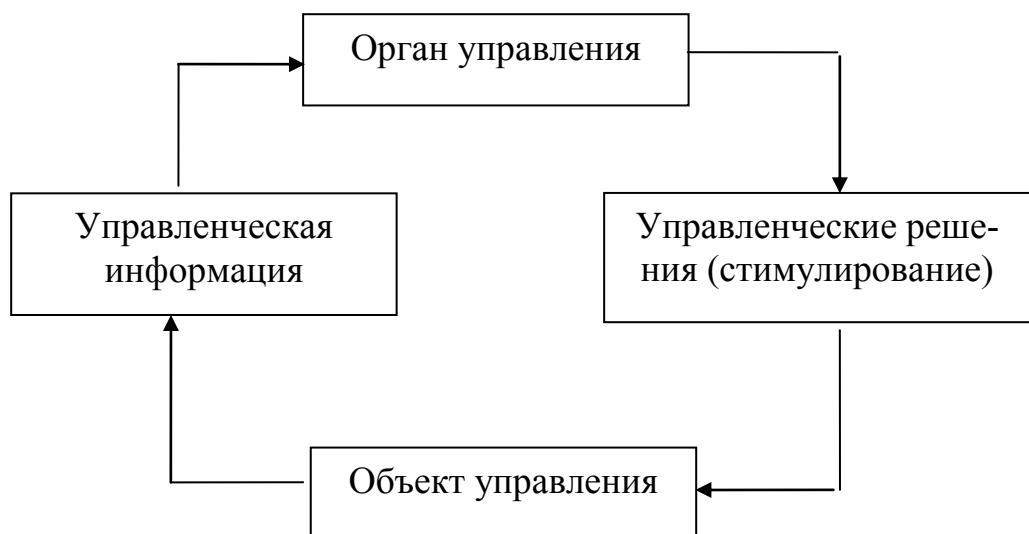 Орган управления
Управленческая
информация
Управленческие реше-
ния (стимулирование)
Объект управления